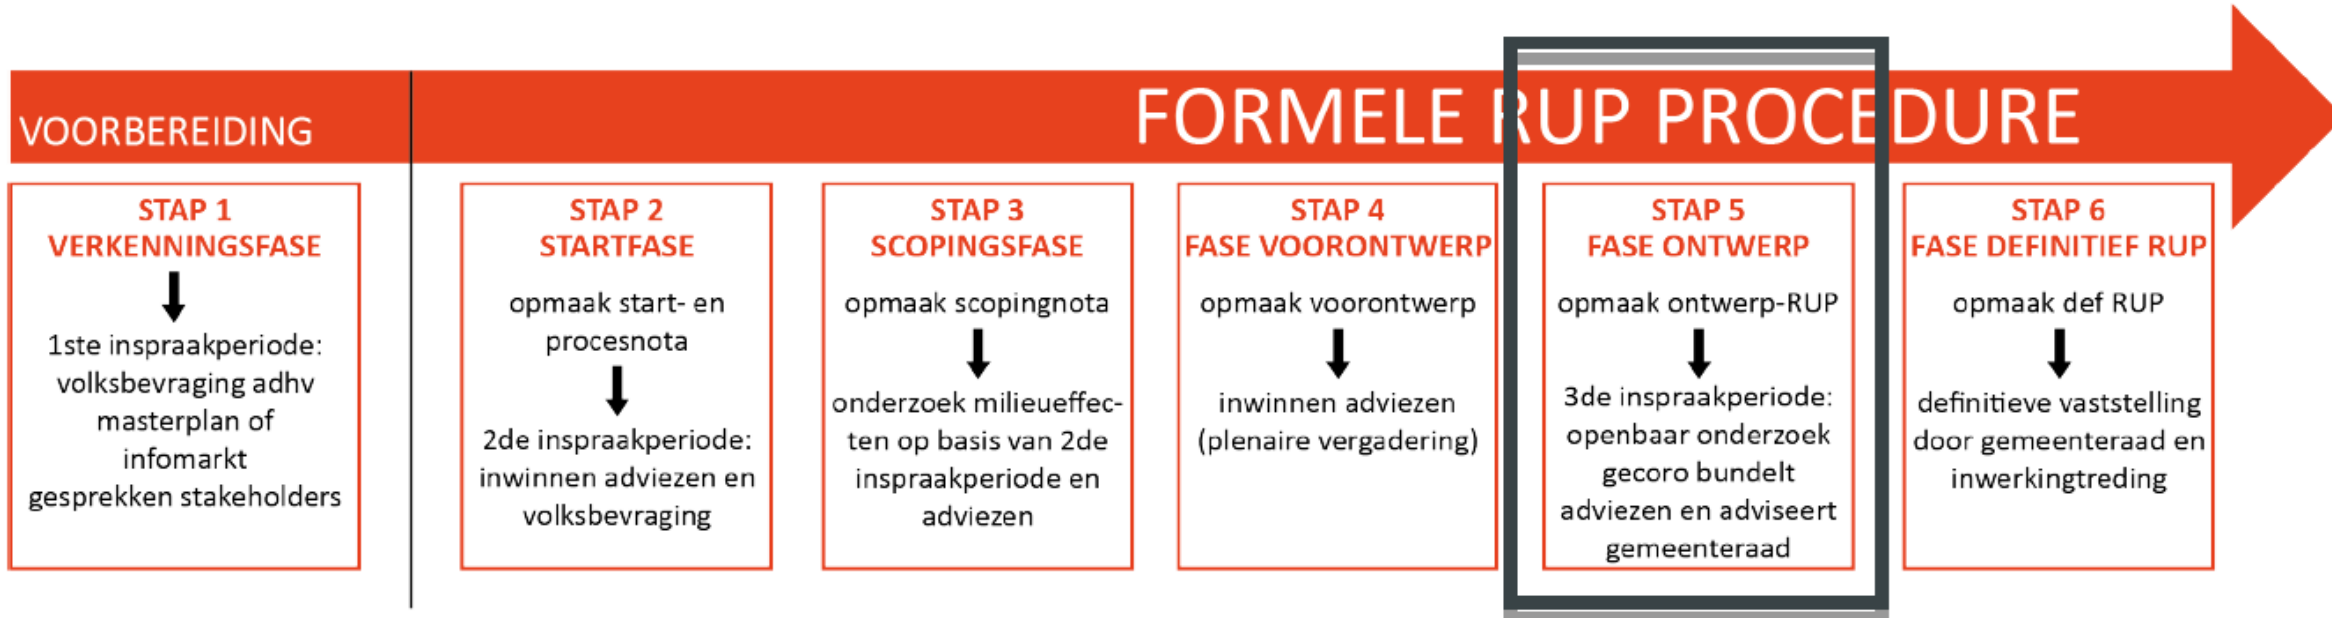 VOORBEREIDING
FORMELE RUP PROCEDURE
STAP 1
VERKENNINGSFASE
1ste inspraakperiode:
volksbevraging adhv
masterplan of
infomarkt
gesprekken stakeholders
STAP 2
STARTFASE
opmaak start- en
procesnota
2de inspraakperiode:
inwinnen adviezen en
volksbevraging
STAP 3
SCOPINGSFASE
opmaak scopingnota
onderzoek milieueffec-
ten op basis van 2de
inspraakperiode en
adviezen
STAP 4
FASE VOORONTWERP
opmaak voorontwerp
inwinnen adviezen
(plenaire vergadering)
STAP 5
FASE ONTWERP
opmaak ontwerp-RUP
3de inspraakperiode:
openbaar onderzoek
gecoro bundelt
adviezen en adviseert
gemeenteraad
STAP 6
FASE DEFINITIEF RUP
opmaak def RUP
definitieve vaststelling
door gemeenteraad en
inwerkingtreding